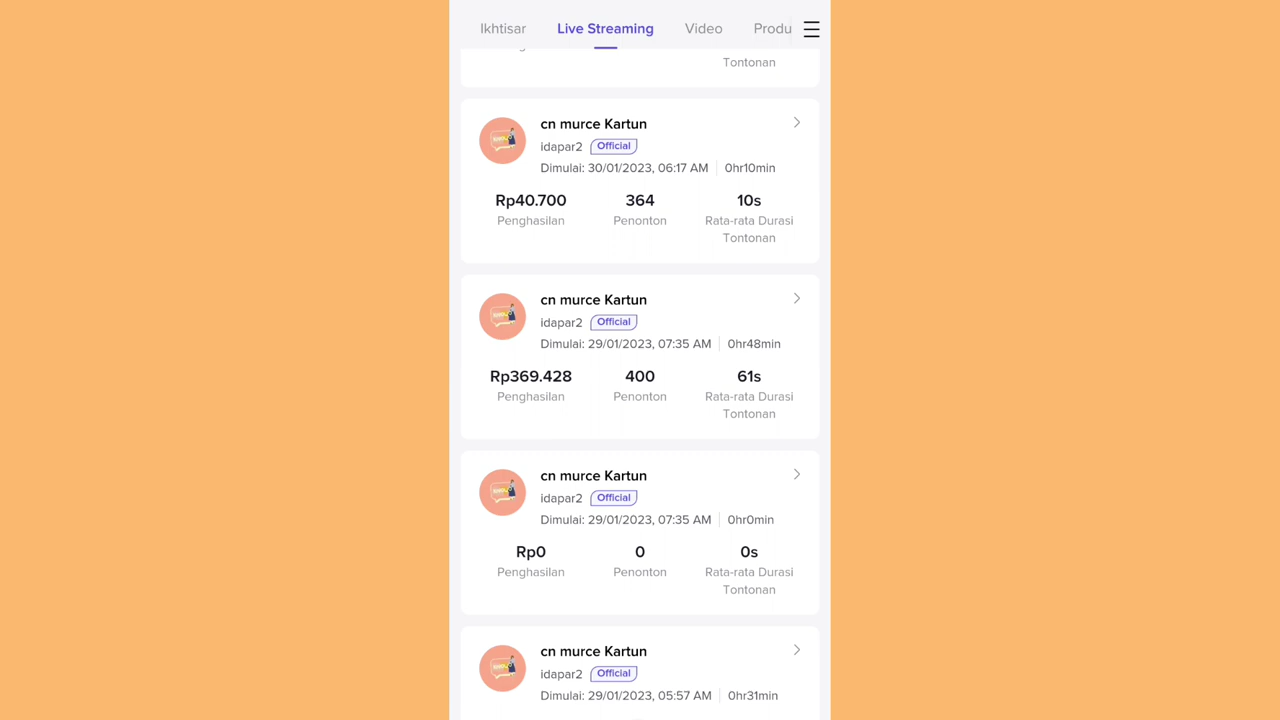 Ikhtisar Live Streaming Video Produ
Tontonan
cn murce Kartun
idapar2 Official
Dimulai: 30/01/2023, 06:17 AM 0hr10min
Rp40.700 364 10s
Penghasilan Penonton Rata-rata Durasi
Tontonan
cn murce Kartun
idapar2 Official
Dimulai: 29/01/2023, 07:35 AM 0hr48min
Rp369.428 400 61s
Penghasilan Penonton Rata-rata Durasi
Tontonan
cn murce Kartun
idapar2 Official
Dimulai: 29/01/2023, 07:35 AM 0hr0min
Rp0 0 0s
Penghasilan Penonton Rata-rata Durasi
Tontonan
cn murce Kartun
idapar2 Official
Dimulai: 29/01/2023, 05:57 AM 0hr31min